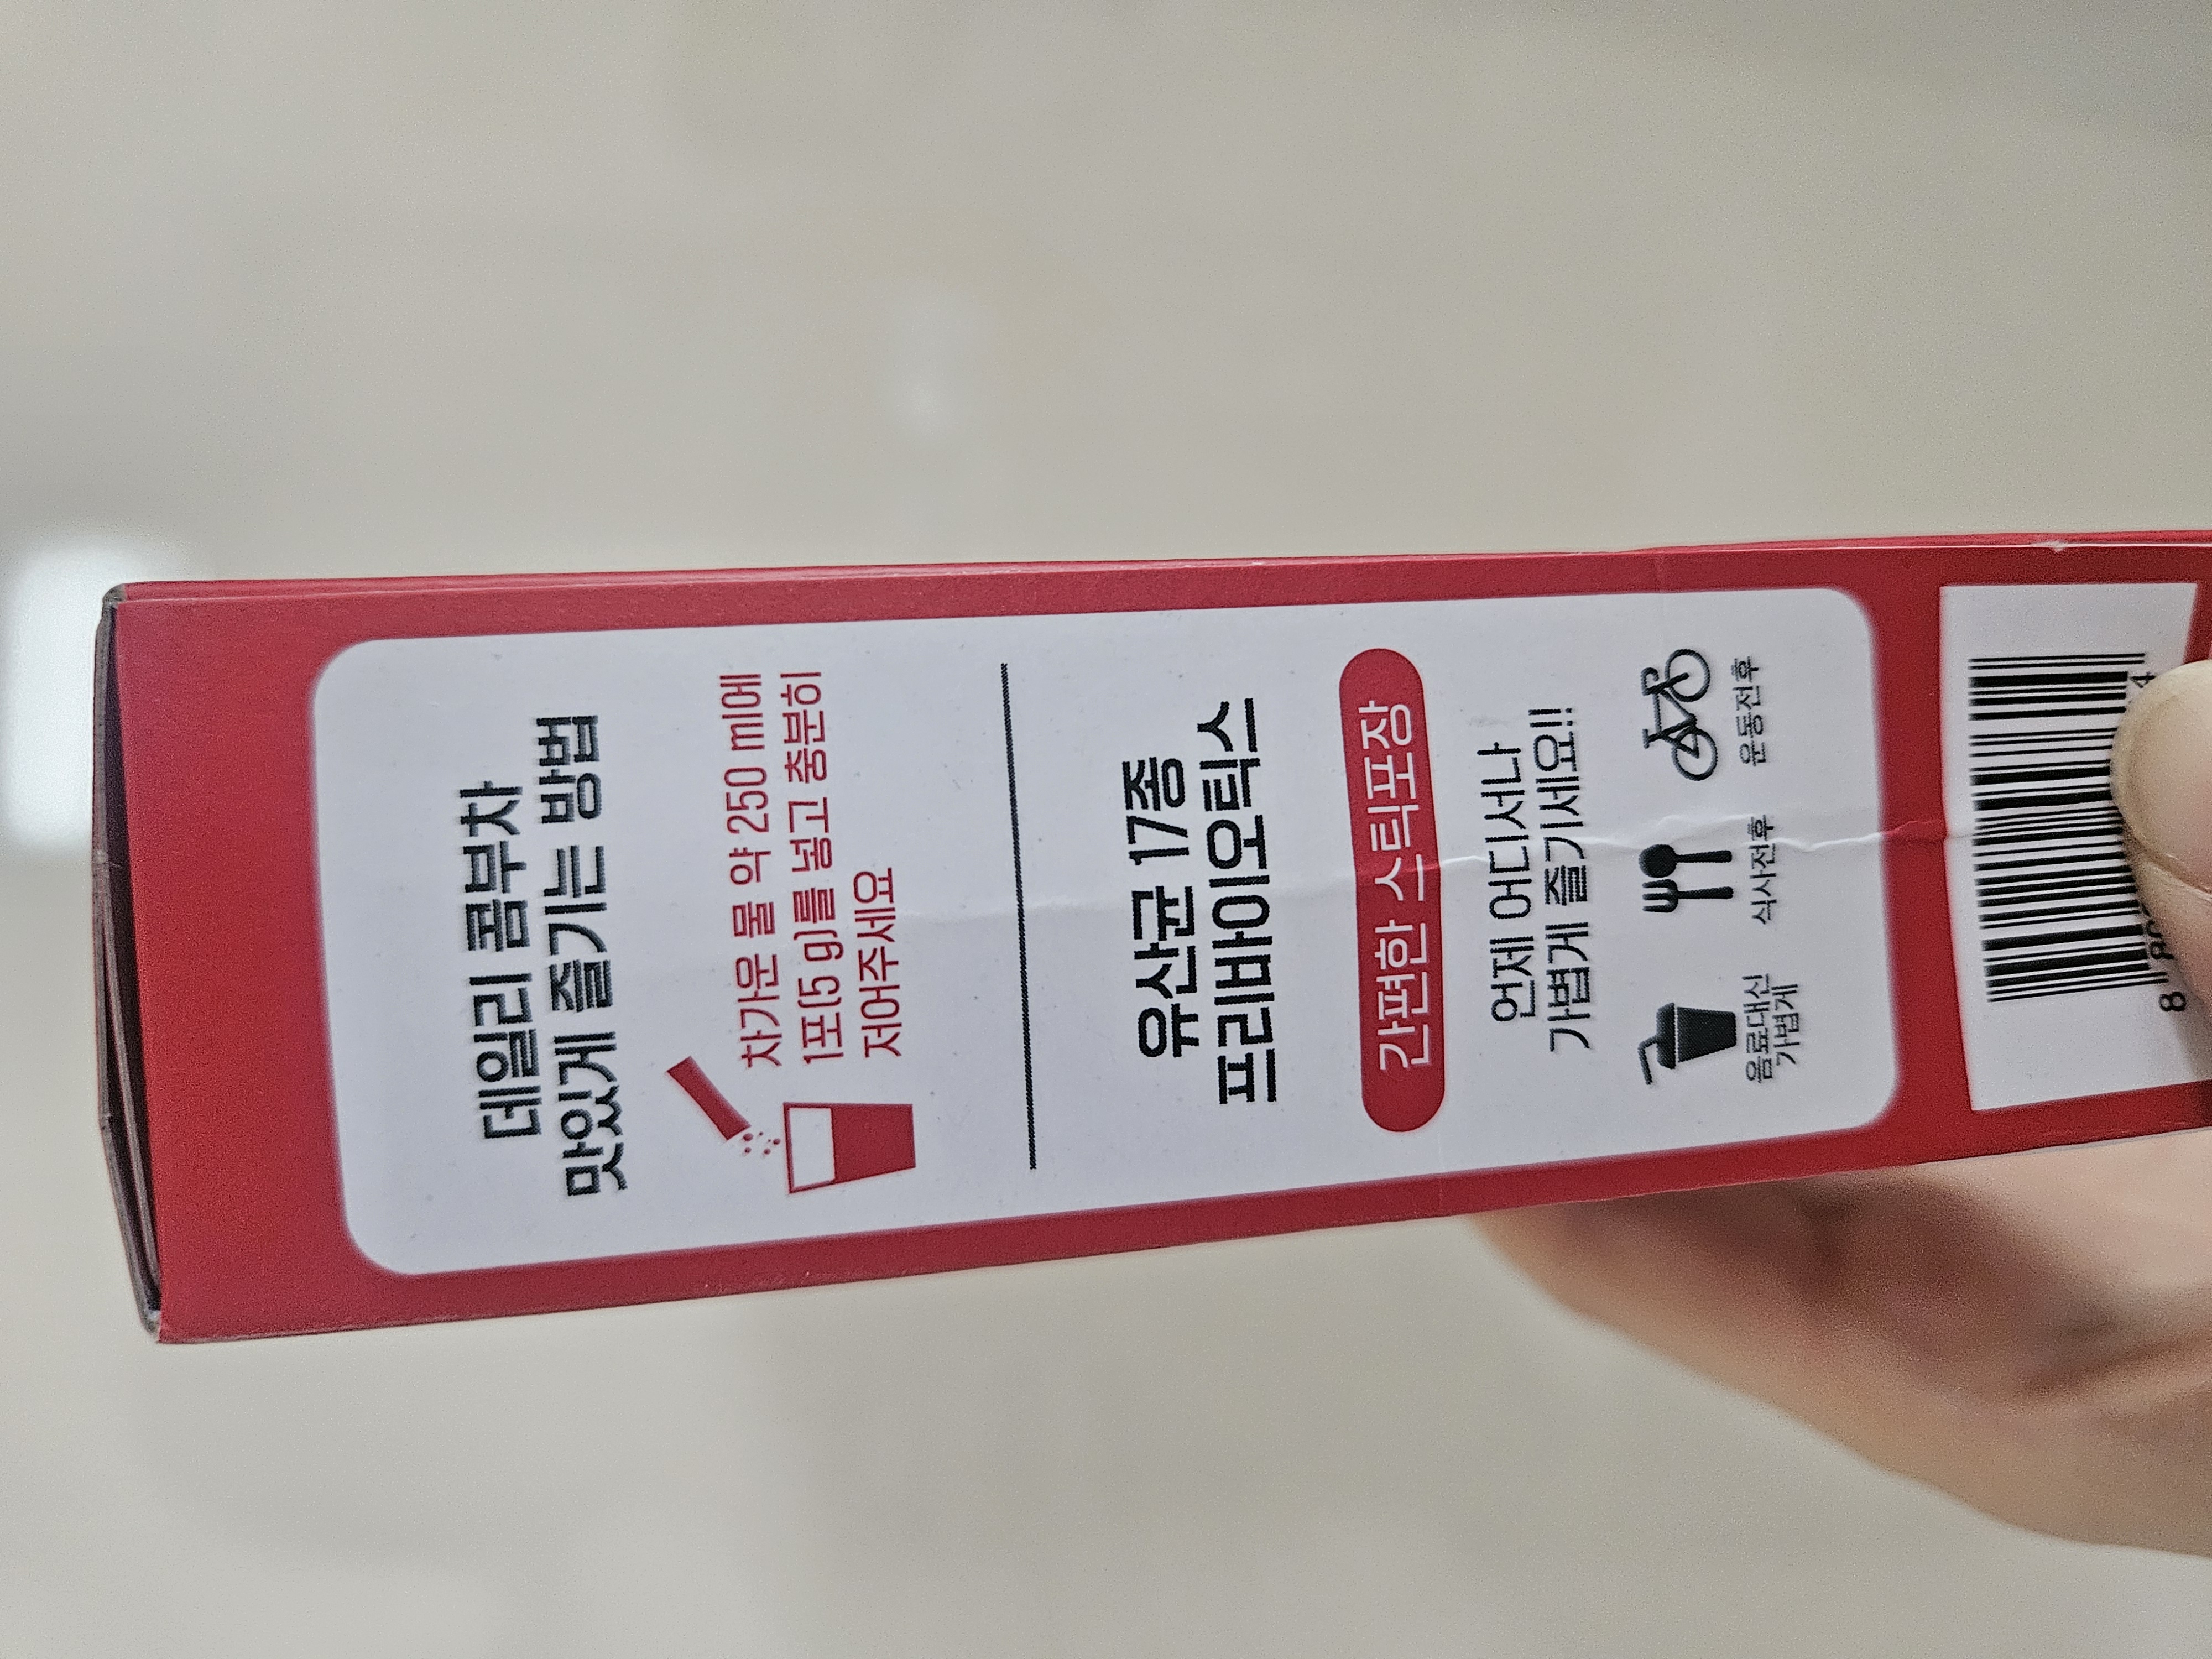 데일리 콤부차
맛있게 즐기는 방법
차가운 물 약 250 ml에
1포(5 g)를 넣고 충분히
저어주세요
유산균 17종
프리바이오틱스
간편한 스틱포장
언제 어디서나
가볍게 즐기세요!!
음료대신
가볍게
식사전후
운동전후